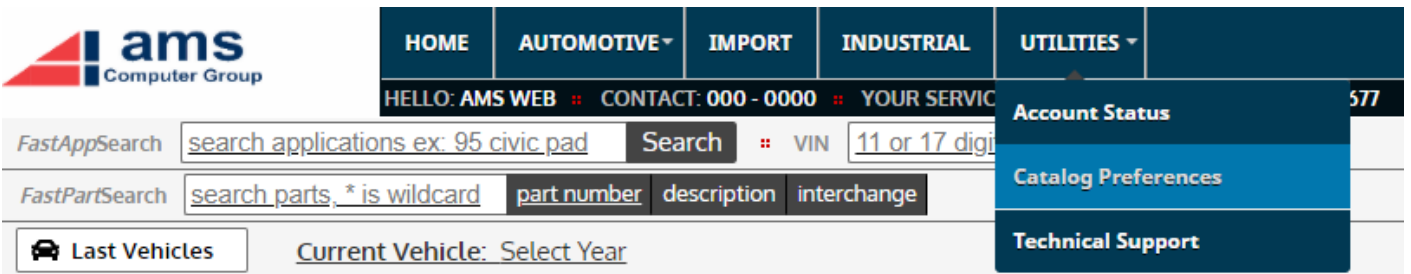 ams
Computer Group
HOME AUTOMOTIVE IMPORT INDUSTRIAL UTILITIES
HELLO: AMS WEB :: CONTACT: 000 - 0000 :: YOUR SERVIC 677
Account Status
FastAppSearch search applications ex: 95 civic pad Search :: VIN 11 or 17 digi
Catalog Preferences
FastPartSearch search parts, * is wildcard part number description interchange
Technical Support
Last Vehicles Current Vehicle: Select Year